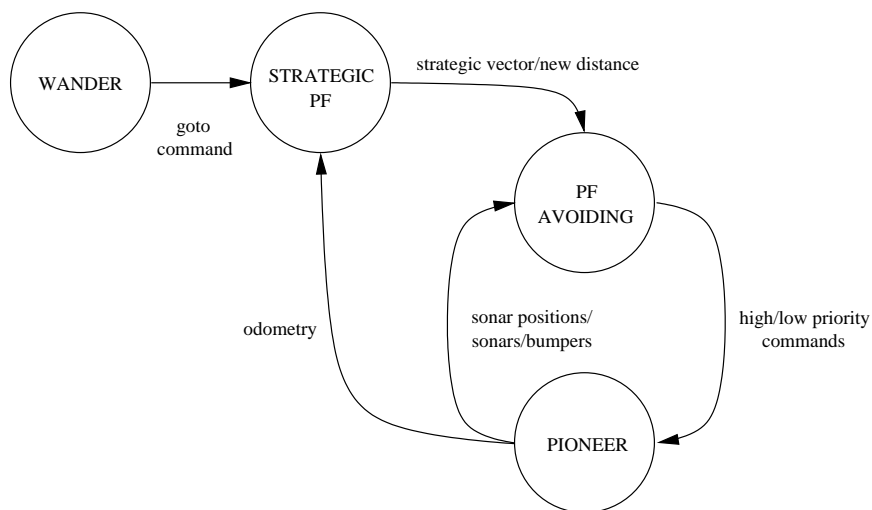 WANDER
goto
command
STRATEGIC
PF
strategic vector/new distance
PF
AVOIDING
odometry
sonar positions/
sonars/bumpers
high/low priority
commands
PIONEER